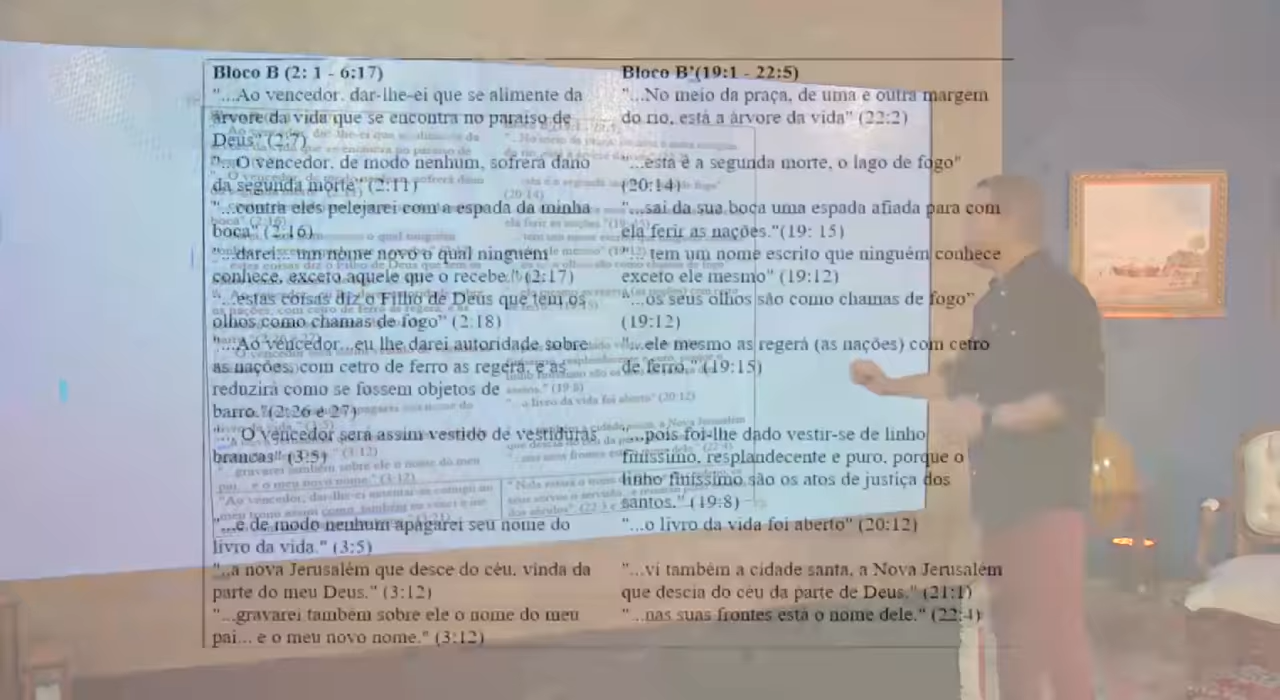 Bloco B (2: 1 - 6:17)
"...Ao vencedor, dar-lhe-ei que se alimente da
árvore da vida que se encontra no paraíso de
Deus" (2:7)
"...O vencedor, de modo nenhum, sofrerá dano
da segunda morte" (2:11)
"...contra eles pelejarei com a espada da minha
boca" (2:16)
"...darei... um nome novo o qual ninguém
conhece, exceto aquele que o recebe." (2:17)
"...estas coisas diz o Filho de Deus que tem os
olhos como chamas de fogo" (2:18)
"...Ao vencedor...eu lhe darei autoridade sobre
as nações, com cetro de ferro as regerá, e as
reduzirá como se fossem objetos de
barro."(2:26 e 27)
"... O vencedor será assim vestido de vestiduras
brancas" (3:5)
"...e de modo nenhum apagarei seu nome do
livro da vida." (3:5)
"...a nova Jerusalém que desce do céu, vinda da
parte do meu Deus." (3:12)
"...gravarei também sobre ele o nome do meu
pai... e o meu novo nome." (3:12)
Bloco B'(19:1 - 22:5)
"...No meio da praça, de uma e outra margem
do rio, está a árvore da vida" (22:2)
"...esta é a segunda morte, o lago de fogo"
(20:14)
"...sai da sua boca uma espada afiada para com
ela ferir as nações."(19: 15)
"... tem um nome escrito que ninguém conhece
exceto ele mesmo" (19:12)
"...os seus olhos são como chamas de fogo"
(19:12)
"...ele mesmo as regerá (as nações) com cetro
de ferro." (19:15)
"...pois foi-lhe dado vestir-se de linho
finíssimo, resplandecente e puro, porque o
linho finíssimo são os atos de justiça dos
santos." (19:8)
"...o livro da vida foi aberto" (20:12)
"...vi também a cidade santa, a Nova Jerusalém
que descia do céu da parte de Deus." (21:1)
"...nas suas frontes está o nome dele." (22:4)